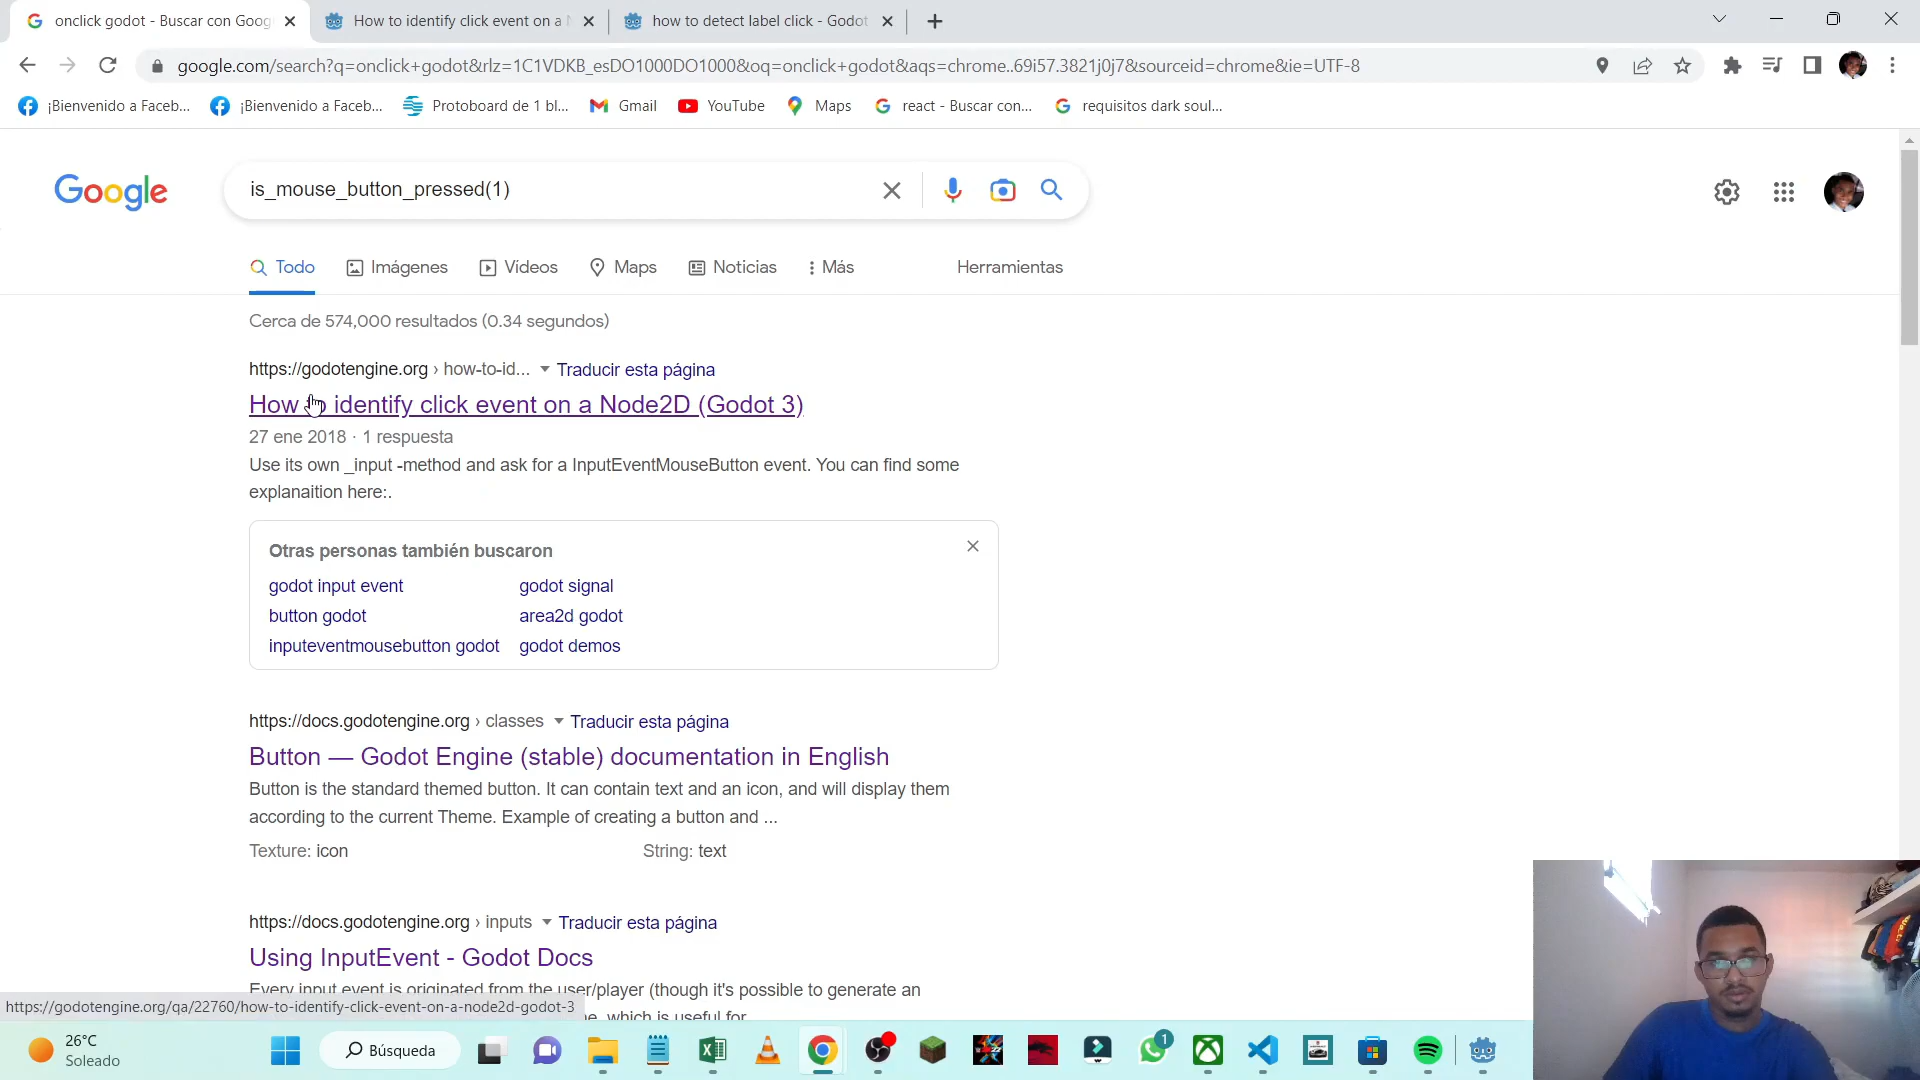 onclick godot - Buscar con Goog
How to identify click event on a
how to detect label click - Godot
google.com/search?q=onclick+godot&rlz=1C1VDKB_esDO1000DO1000&oq=onclick+godot&aqs=chrome..69i57.3821j0j7&sourceid=chrome&ie=UTF-8
¡Bienvenido a Faceb...
¡Bienvenido a Faceb...
Protoboard de 1 bl...
Gmail
YouTube
Maps
react - Buscar con...
requisitos dark soul...
Google
is_mouse_button_pressed(1)
Todo
Imágenes
Vídeos
Maps
Noticias
Más
Herramientas
Cerca de 574,000 resultados (0.34 segundos)
https://godotengine.org › how-to-id... Traducir esta página
How to identify click event on a Node2D (Godot 3)
27 ene 2018 · 1 respuesta
Use its own _input -method and ask for a InputEventMouseButton event. You can find some
explanaition here:.
Otras personas también buscaron
godot input event
godot signal
button godot
area2d godot
inputeventmousebutton godot
godot demos
https://docs.godotengine.org › classes Traducir esta página
Button — Godot Engine (stable) documentation in English
Button is the standard themed button. It can contain text and an icon, and will display them
according to the current Theme. Example of creating a button and ...
Texture: icon
String: text
https://docs.godotengine.org › inputs Traducir esta página
Using InputEvent - Godot Docs
Every input event is originated from the user/player (though it's possible to generate an
which is useful for
https://godotengine.org/qa/22760/how-to-identify-click-event-on-a-node2d-godot-3
26°C
Soleado
Búsqueda
1